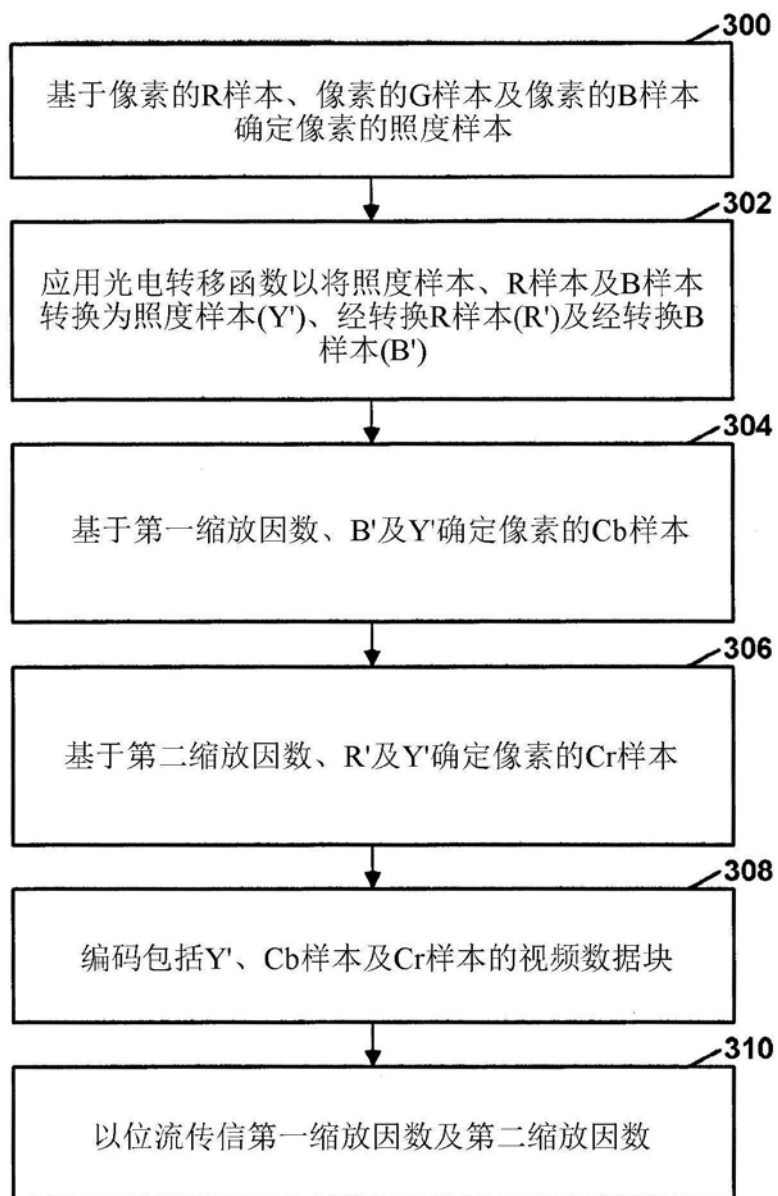 300
基于像素的R样本、像素的G样本及像素的B样本
确定像素的照度样本
302
应用光电转移函数以将照度样本、R样本及B样本
转换为照度样本(Y')、经转换R样本(R')及经转换B
样本(B')
304
基于第一缩放因数、B'及Y'确定像素的Cb样本
306
基于第二缩放因数、R'及Y'确定像素的Cr样本
308
编码包括Y'、Cb样本及Cr样本的视频数据块
310
以位流传信第一缩放因数及第二缩放因数